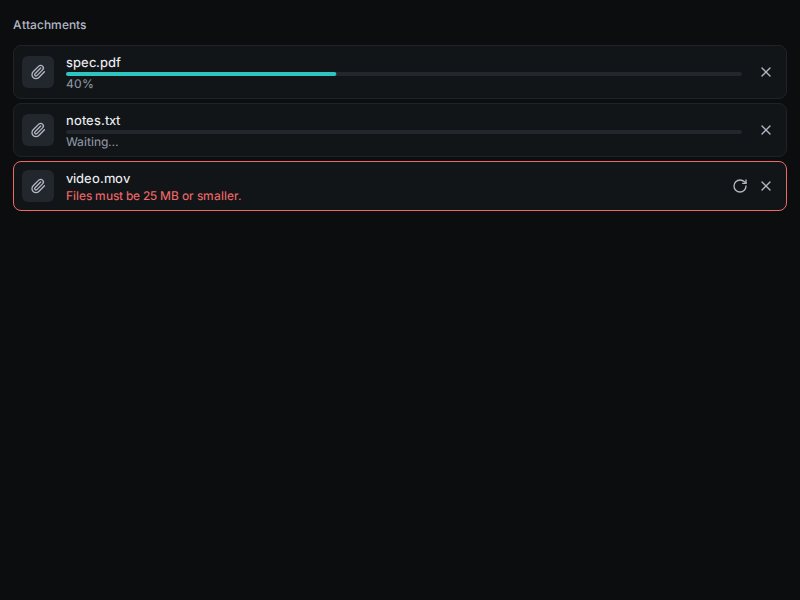 Attachments
spec.pdf
40%
notes.txt
Waiting...
video.mov
Files must be 25 MB or smaller.